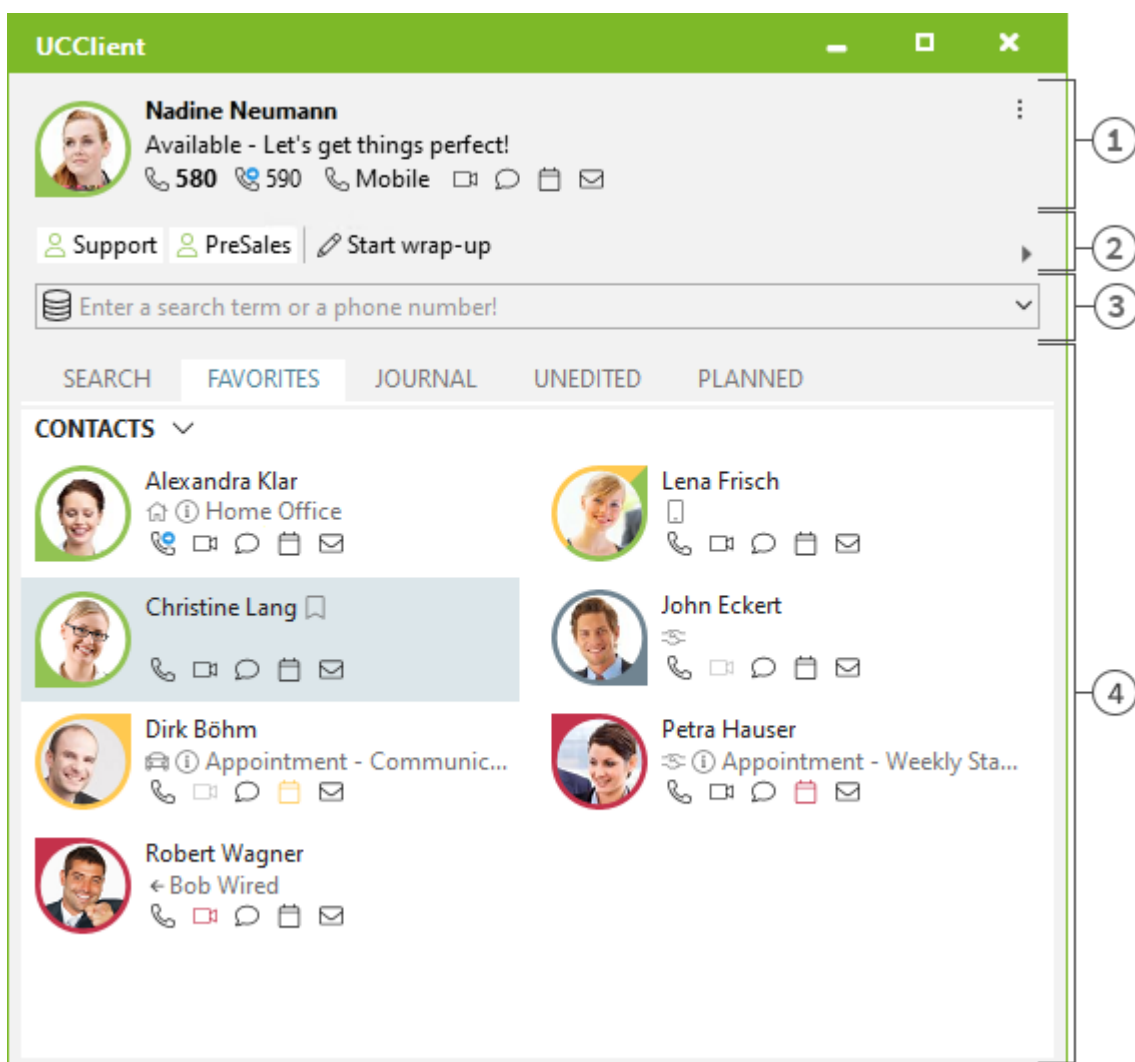 UCClient
Nadine Neumann
Available - Let's get things perfect!
580 590 Mobile
1
Support PreSales Start wrap-up
2
Enter a search term or a phone number!
3
SEARCH FAVORITES JOURNAL UNEDITED PLANNED
CONTACTS
Alexandra Klar
Home Office
Lena Frisch
Christine Lang
John Eckert
4
Dirk Böhm
Appointment - Communic...
Petra Hauser
Appointment - Weekly Sta...
Robert Wagner
Bob Wired